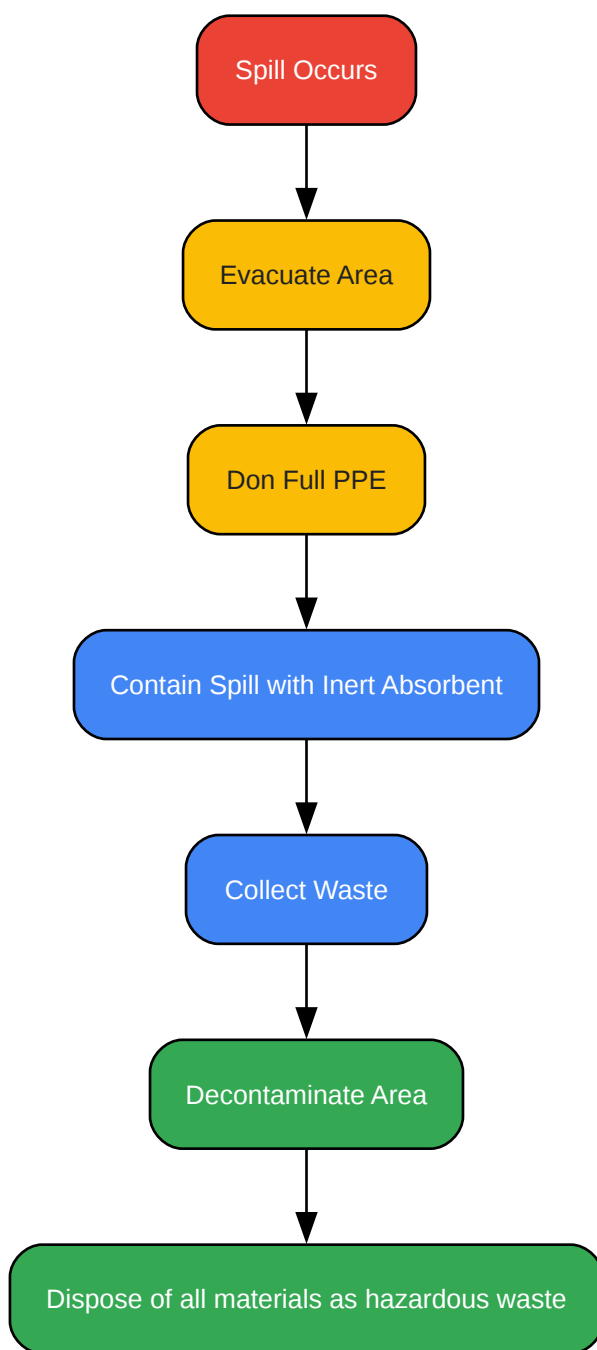 Spill Occurs
Evacuate Area
Don Full PPE
Contain Spill with Inert Absorbent
Collect Waste
Decontaminate Area
Dispose of all materials as hazardous waste